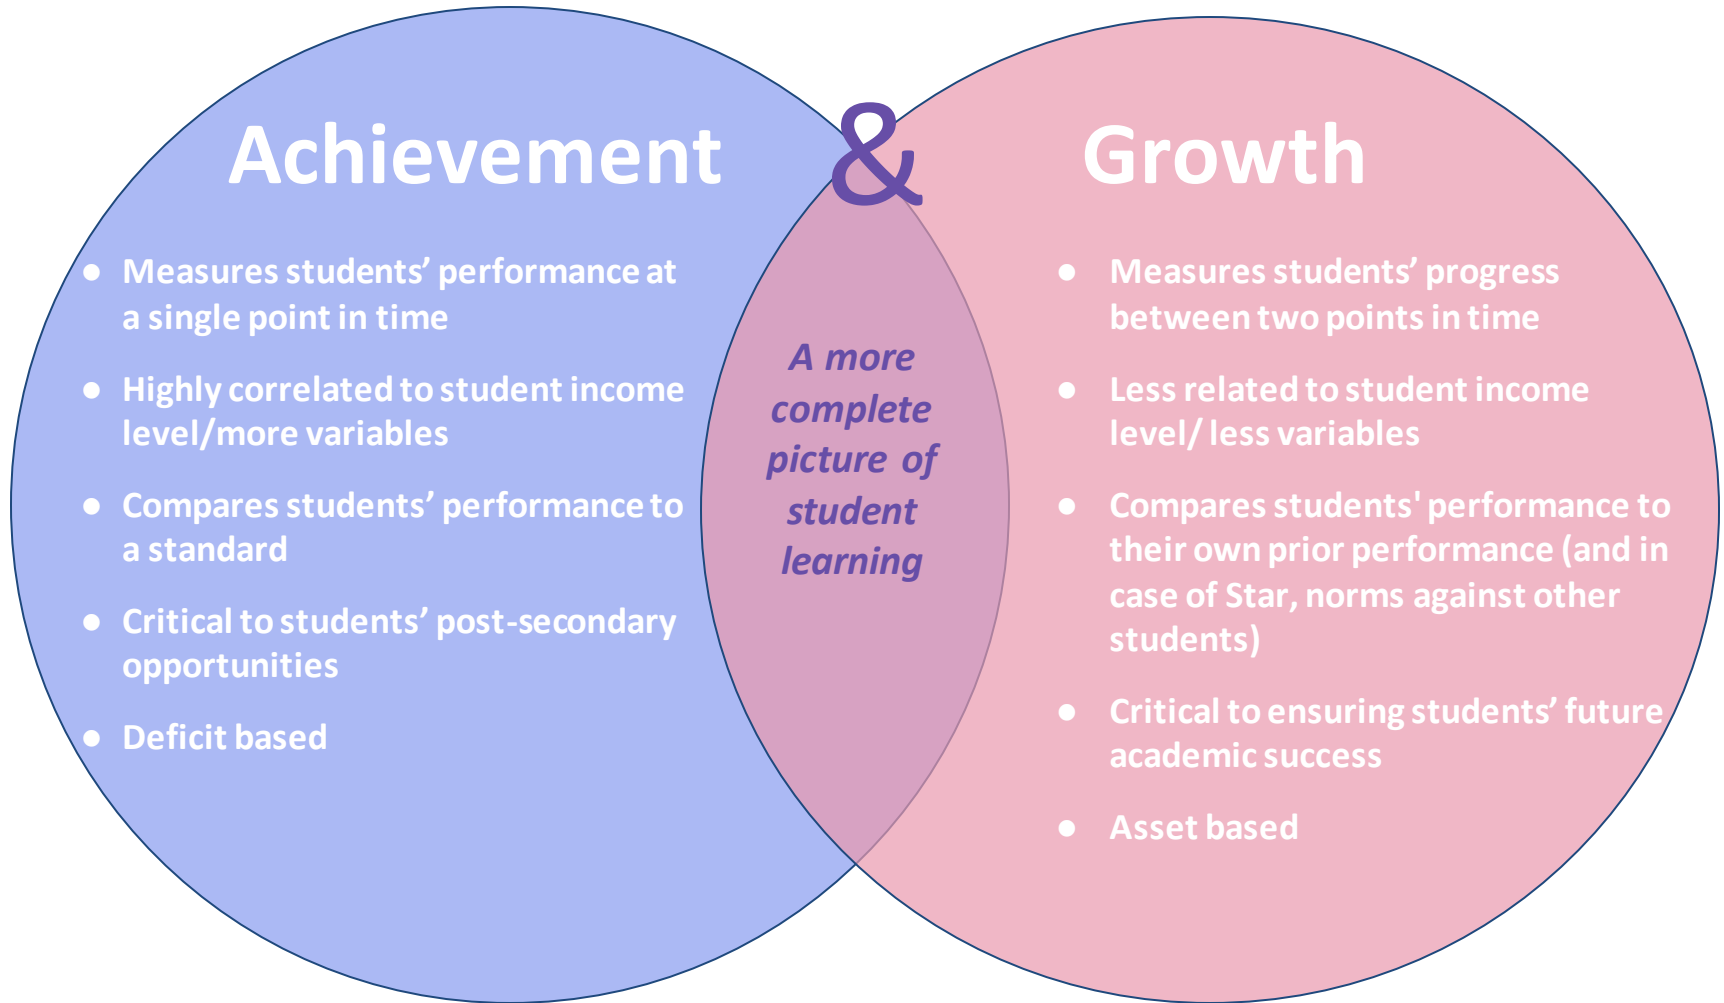 Achievement
● Measures students’ performance at
a single point in time
● Highly correlated to student income
level/more variables
● Compares students’ performance to
a standard
● Critical to students’ post-secondary
opportunities
● Deficit based
&
A more
complete
picture of
student
learning
Growth
● Measures students’ progress
between two points in time
● Less related to student income
level/ less variables
● Compares students' performance to
their own prior performance (and in
case of Star, norms against other
students)
● Critical to ensuring students’ future
academic success
● Asset based